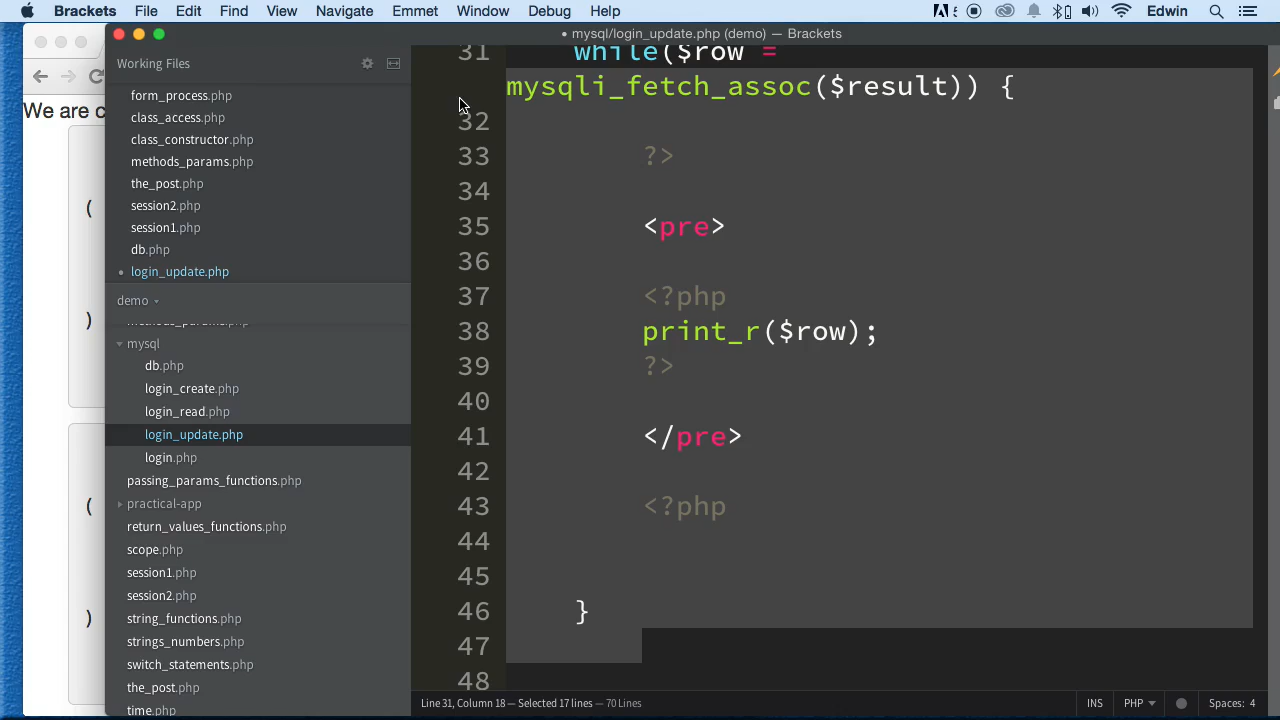 Brackets File Edit Find View Navigate Emmet Window Debug Help
Edwin
mysql/login_update.php (demo) — Brackets
We are c
(
)
(
)
Working Files
form_process.php
class_access.php
class_constructor.php
methods_params.php
the_post.php
session2.php
session1.php
db.php
login_update.php
demo
mysql
db.php
login_create.php
login_read.php
login_update.php
login.php
passing_params_functions.php
practical-app
return_values_functions.php
scope.php
session1.php
session2.php
string_functions.php
strings_numbers.php
switch_statements.php
the_post.php
time.php
31 while($row =
mysqli_fetch_assoc($result)) {
32
33 ?>
34
35 <pre>
36
37 <?php
38 print_r($row);
39 ?>
40
41 </pre>
42
43 <?php
44
45
46 }
47
48
Line 31, Column 18 — Selected 17 lines — 70 Lines
INS PHP Spaces: 4